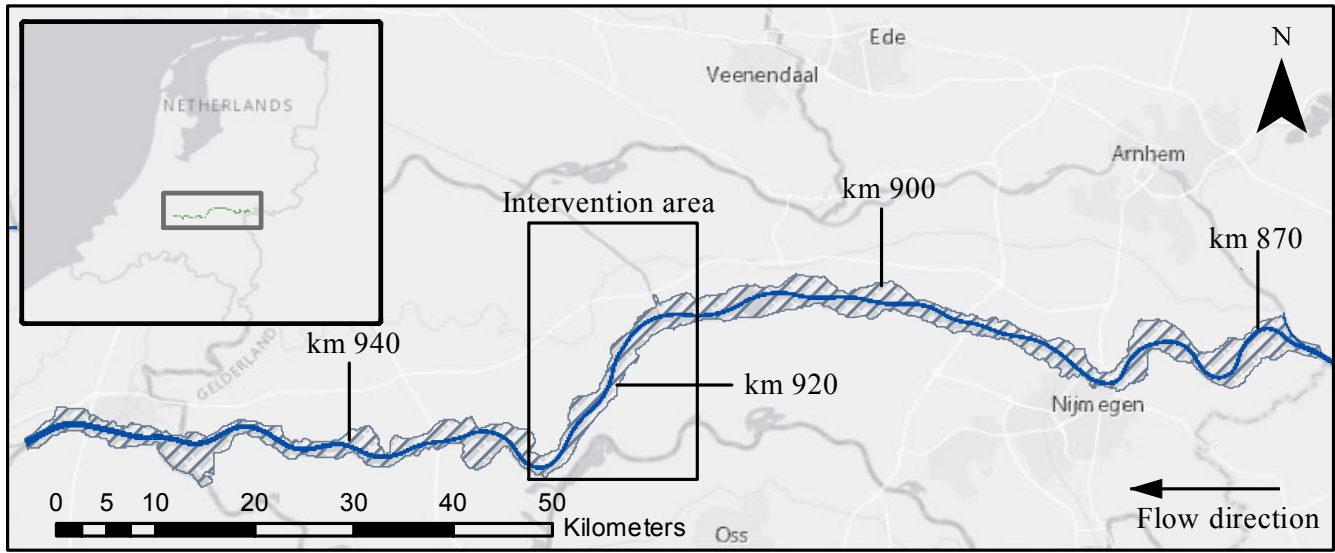 NETHERLANDS
Ede
Veenendaal
N
Arnhem
km 900
Intervention area
km 870
km 940
GELDERLAND
km 920
Nijmegen
0 5 10 20 30 40 50
Kilometers
Flow direction
Oss